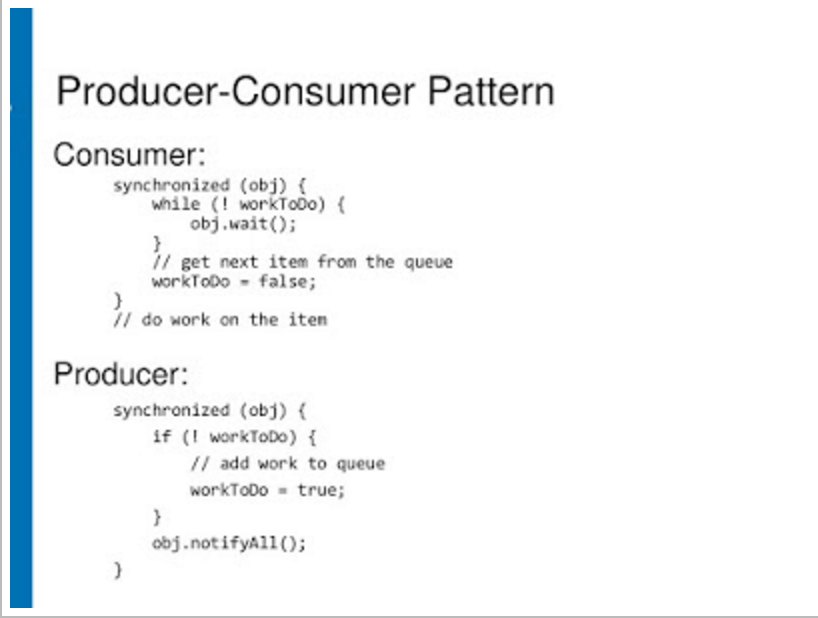 Producer-Consumer Pattern
Consumer:
synchronized (obj) {
while (! workToDo) {
obj.wait();
}
// get next item from the queue
workToDo = false;
}
// do work on the item
Producer:
synchronized (obj) {
if (! workToDo) {
// add work to queue
workToDo = true;
}
obj.notifyAll();
}